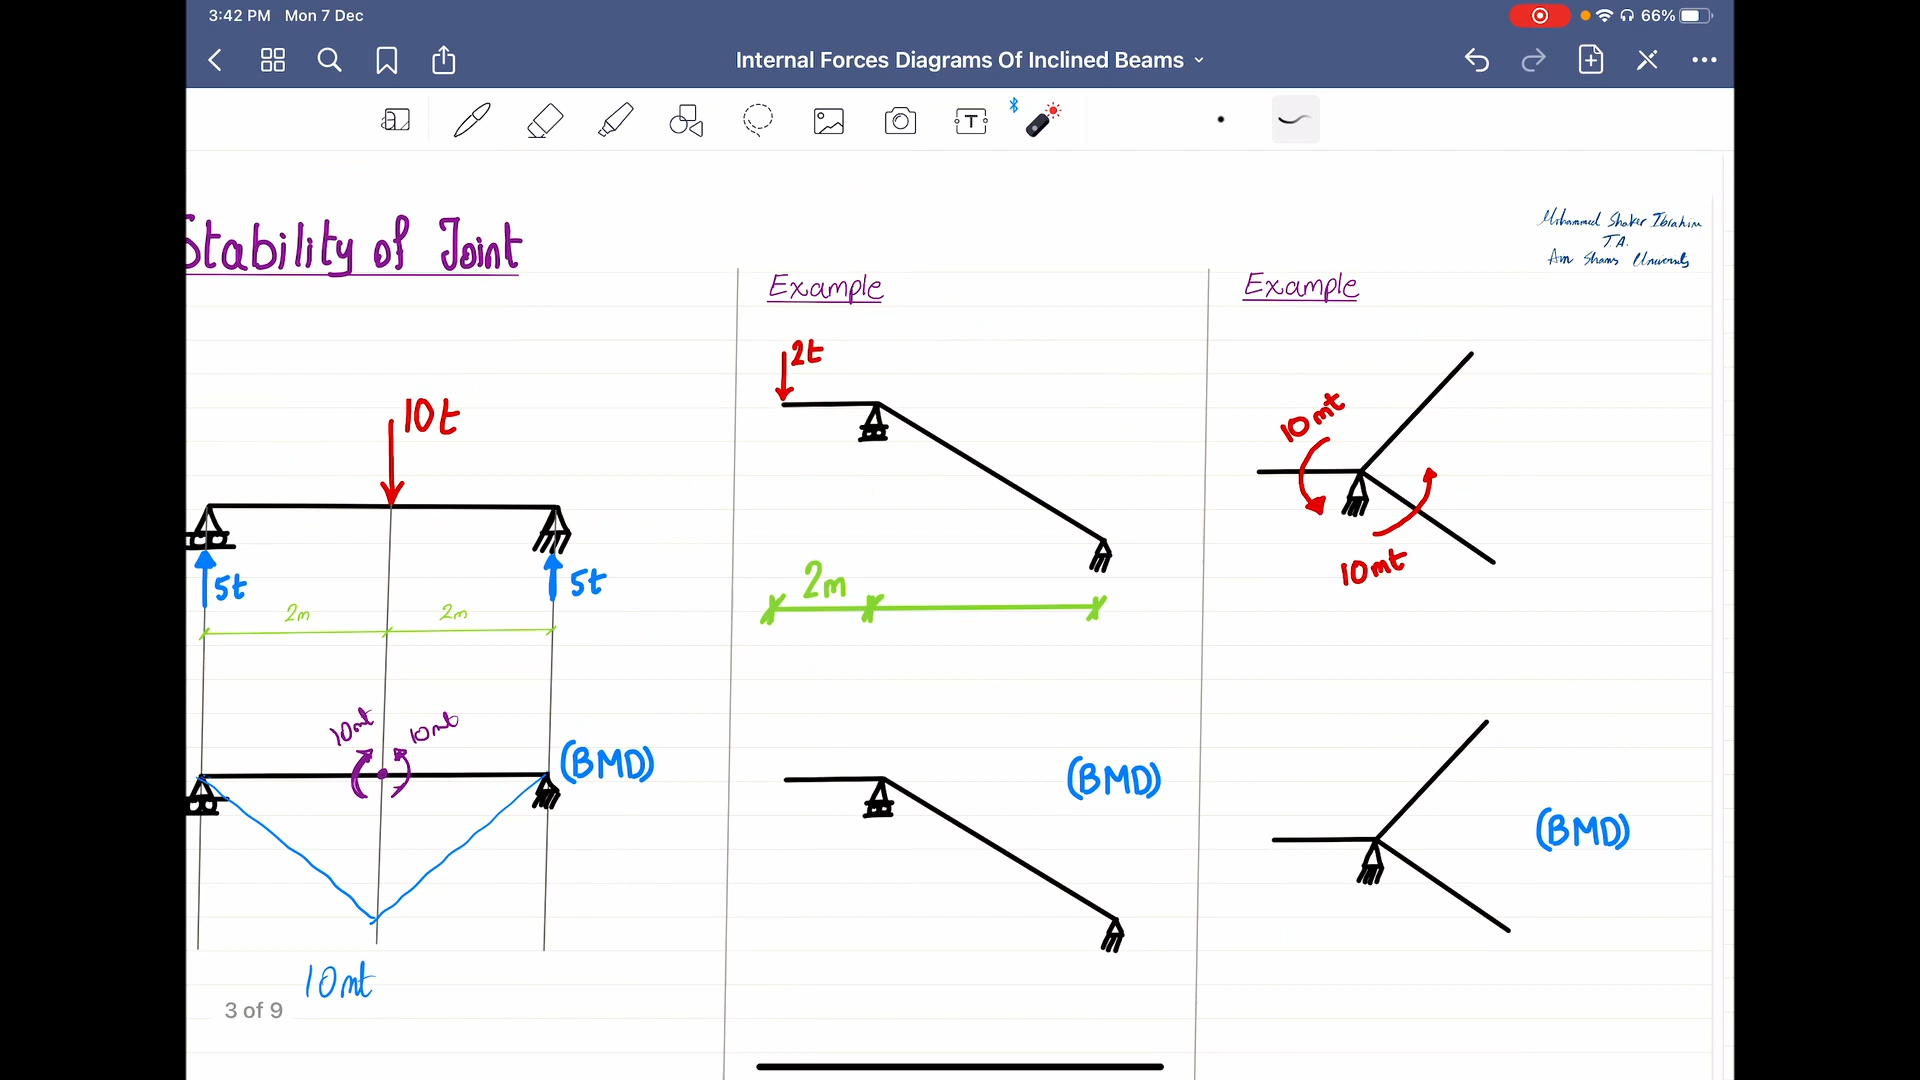 3:42 PM Mon 7 Dec
66%
Internal Forces Diagrams Of Inclined Beams
T
Stability of Joint
Mohammed Shaker Ibrahim
T.A.
Ain Shams University
Example
Example
2t
10t
10mt
10mt
5t
5t
2m
2m
2m
10mt
10mt
(BMD)
(BMD)
(BMD)
10mt
3 of 9